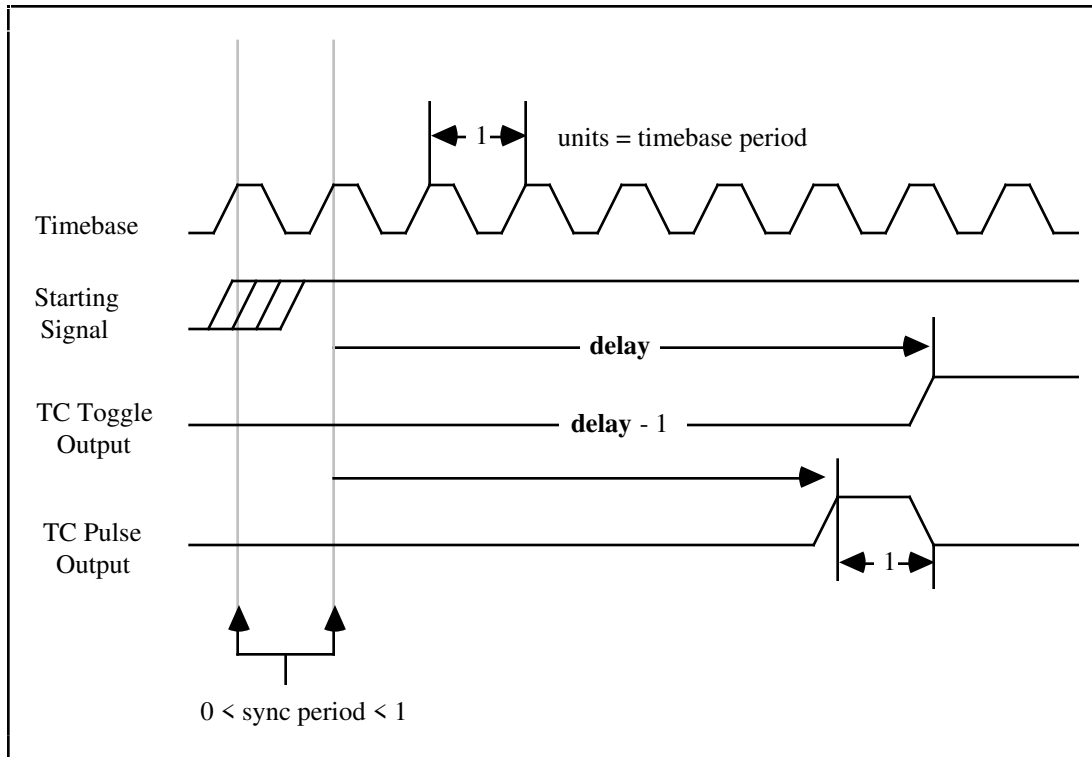 1
units = timebase period
Timebase
Starting
Signal
delay
TC Toggle
Output
delay - 1
TC Pulse
Output
1
0 < sync period < 1